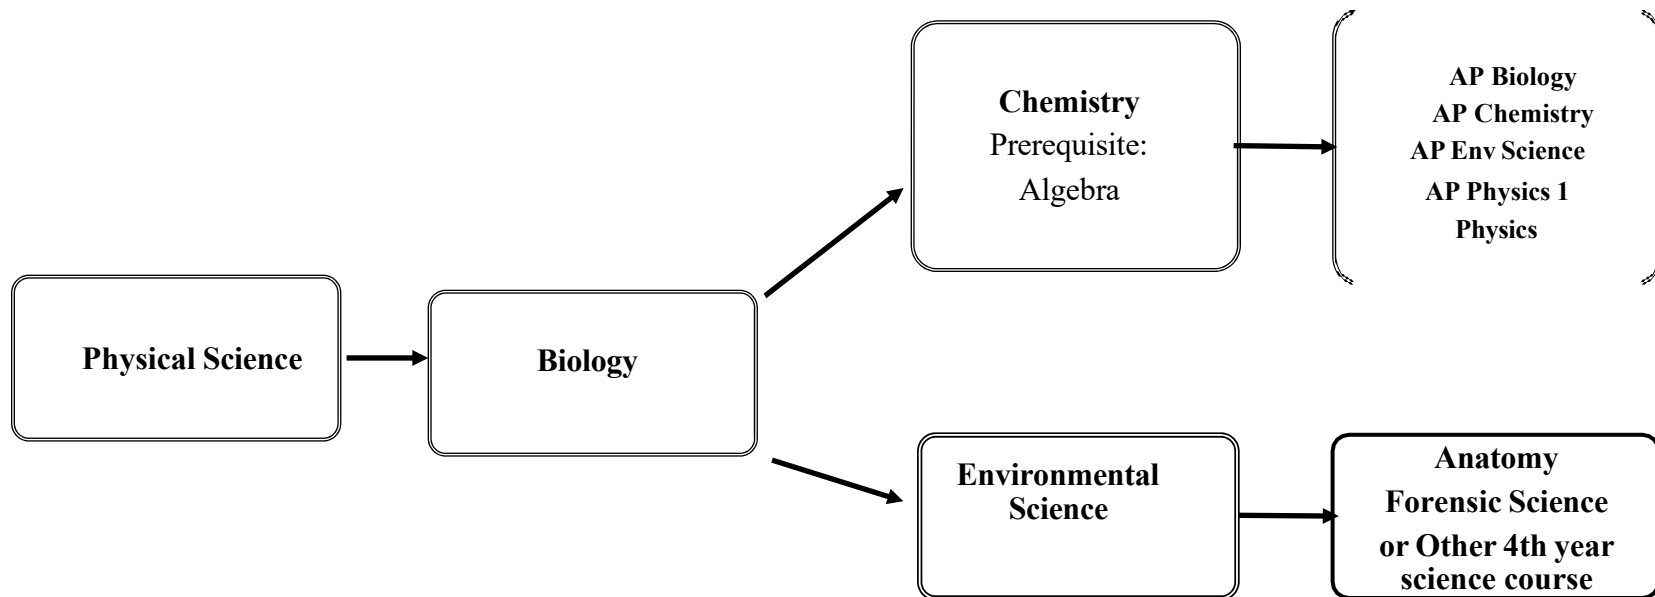 Physical Science
Biology
Chemistry
Prerequisite:
Algebra
AP Biology
AP Chemistry
AP Env Science
AP Physics 1
Physics
Environmental
Science
Anatomy
Forensic Science
or Other 4th year
science course